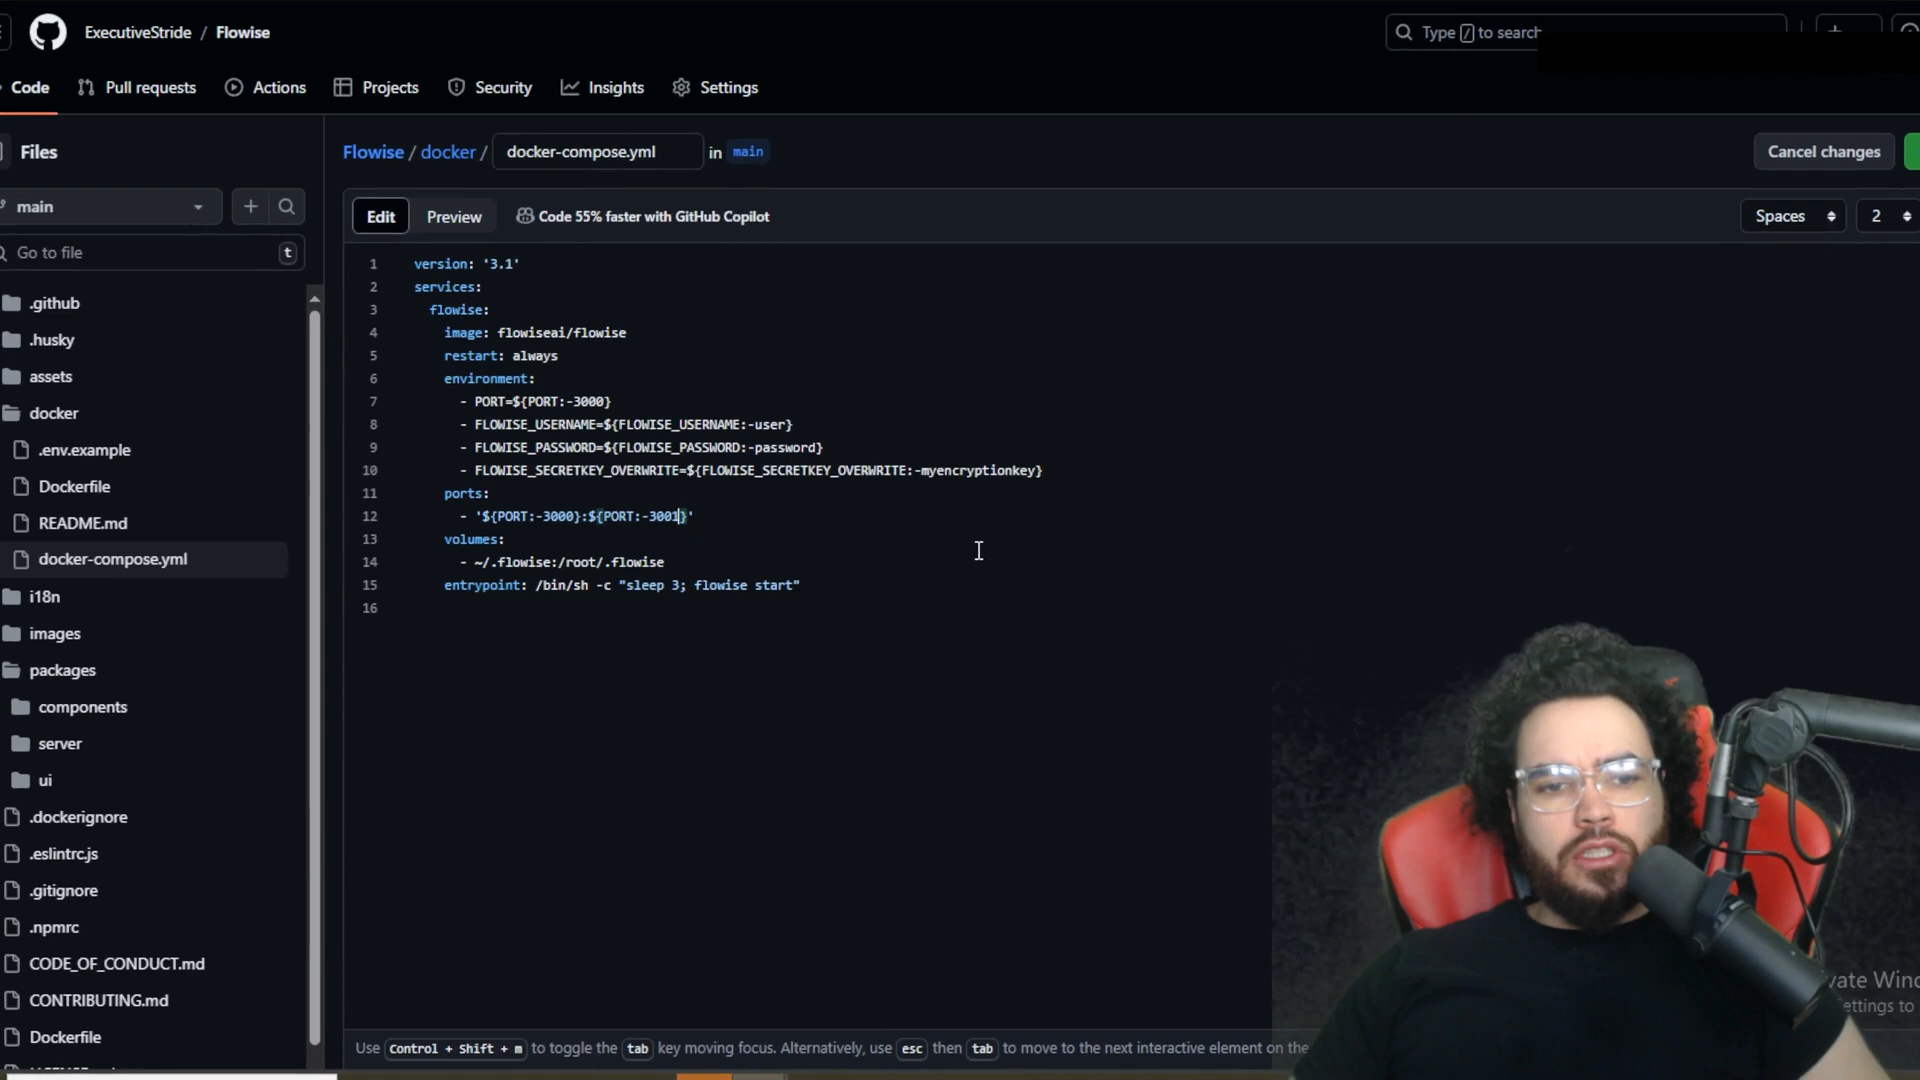 ExecutiveStride / Flowise
Type / to search
Code Pull requests Actions Projects Security Insights Settings
Files
Flowise / docker / docker-compose.yml in main
Cancel changes
main
Edit Preview Code 55% faster with GitHub Copilot
Spaces 2
Go to file t
.github
.husky
assets
docker
.env.example
Dockerfile
README.md
docker-compose.yml
i18n
images
packages
components
server
ui
.dockerignore
.eslintrc.js
.gitignore
.npmrc
CODE_OF_CONDUCT.md
CONTRIBUTING.md
Dockerfile
1 version: '3.1'
2 services:
3 flowise:
4 image: flowiseai/flowise
5 restart: always
6 environment:
7 - PORT=${PORT:-3000}
8 - FLOWISE_USERNAME=${FLOWISE_USERNAME:-user}
9 - FLOWISE_PASSWORD=${FLOWISE_PASSWORD:-password}
10 - FLOWISE_SECRETKEY_OVERWRITE=${FLOWISE_SECRETKEY_OVERWRITE:-myencryptionkey}
11 ports:
12 - '${PORT:-3000}:${PORT:-3001}'
13 volumes:
14 - ~/.flowise:/root/.flowise
15 entrypoint: /bin/sh -c "sleep 3; flowise start"
16
vate Winc
ettings to
Use Control + Shift + m to toggle the tab key moving focus. Alternatively, use esc then tab to move to the next interactive element on the